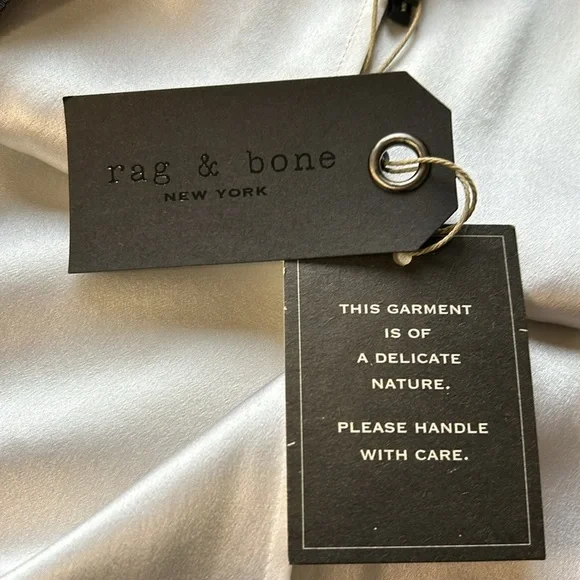 rag & bone
NEW YORK
THIS GARMENT
IS OF
A DELICATE
NATURE.
PLEASE HANDLE
WITH CARE.